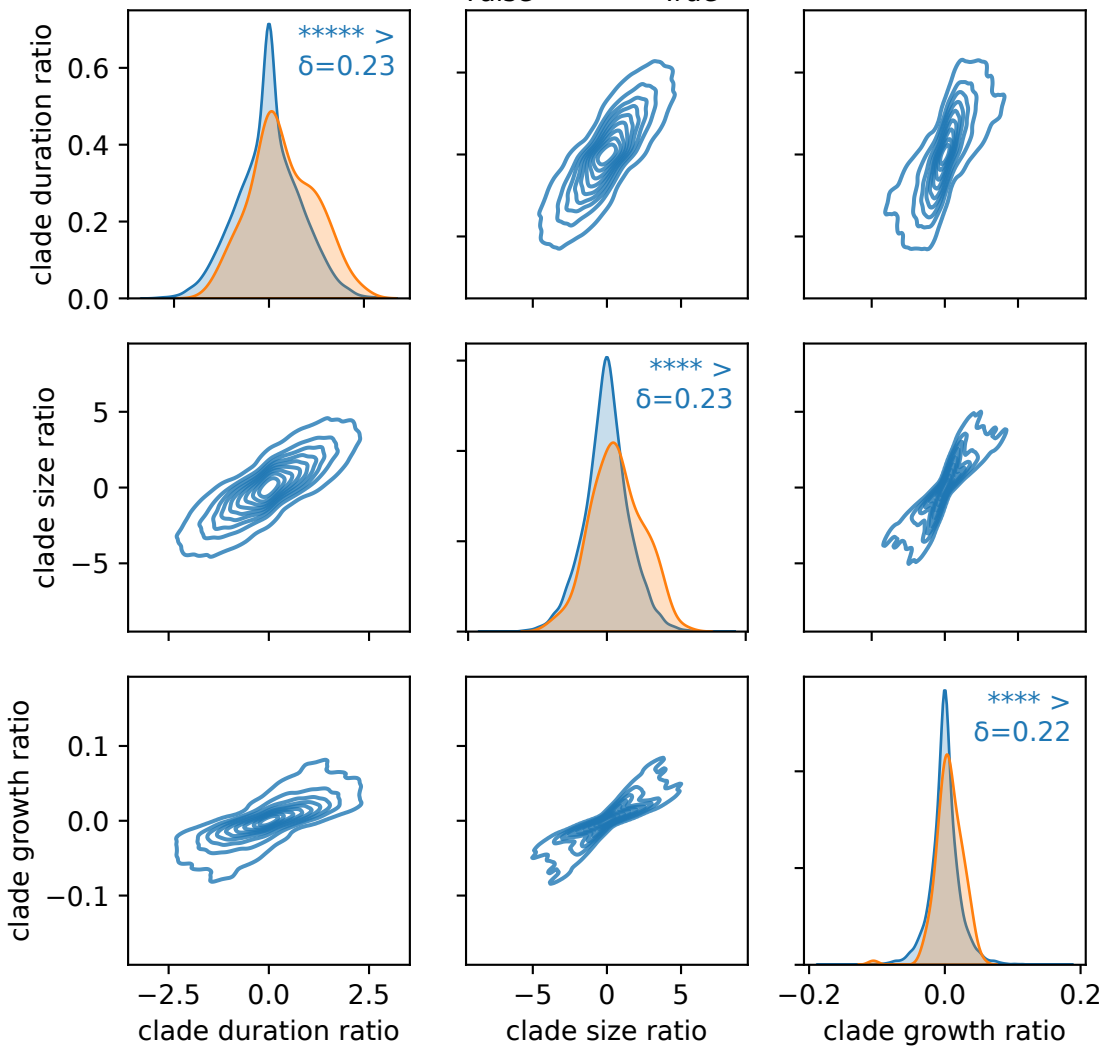 ***** >
δ=0.23
clade duration ratio
0.6
0.4
0.2
0.0
**** >
δ=0.23
clade size ratio
5
0
−5
**** >
δ=0.22
clade growth ratio
0.1
0.0
−0.1
−2.5 0.0 2.5
−5 0 5
−0.2 0.0 0.2
clade duration ratio
clade size ratio
clade growth ratio